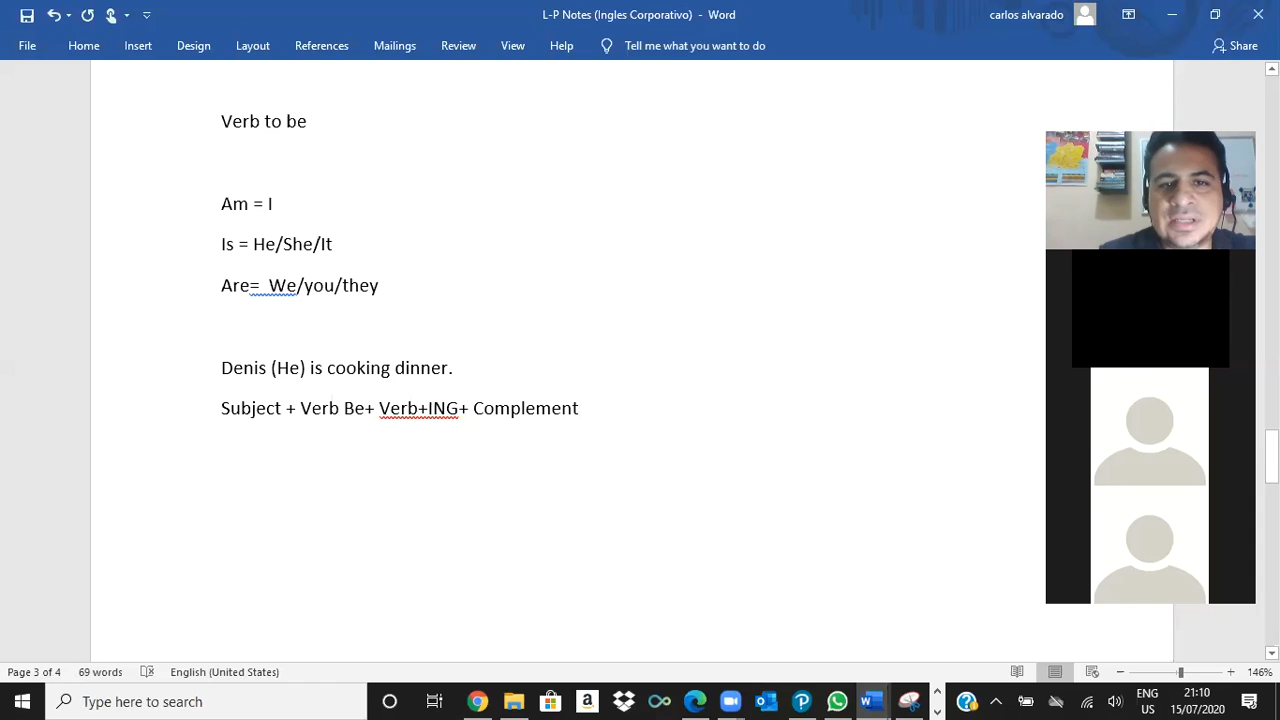 L-P Notes (Ingles Corporativo) - Word
carlos alvarado
File Home Insert Design Layout References Mailings Review View Help Tell me what you want to do Share
Verb to be
Am = I
Is = He/She/It
Are= We/you/they
Denis (He) is cooking dinner.
Subject + Verb Be+ Verb+ING+ Complement
Page 3 of 4 69 words English (United States) 146%
Type here to search
ENG 21:10
US 15/07/2020